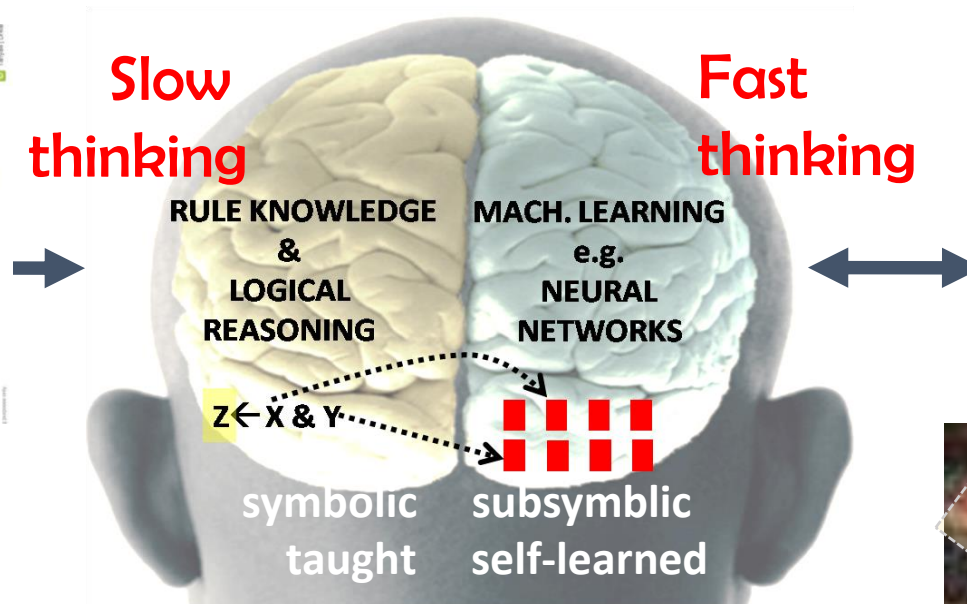 Slow
thinking
Fast
thinking
RULE KNOWLEDGE
&
LOGICAL
REASONING
MACH. LEARNING
e.g.
NEURAL
NETWORKS
Z←X & Y
symbolic
taught
subsymblic
self-learned